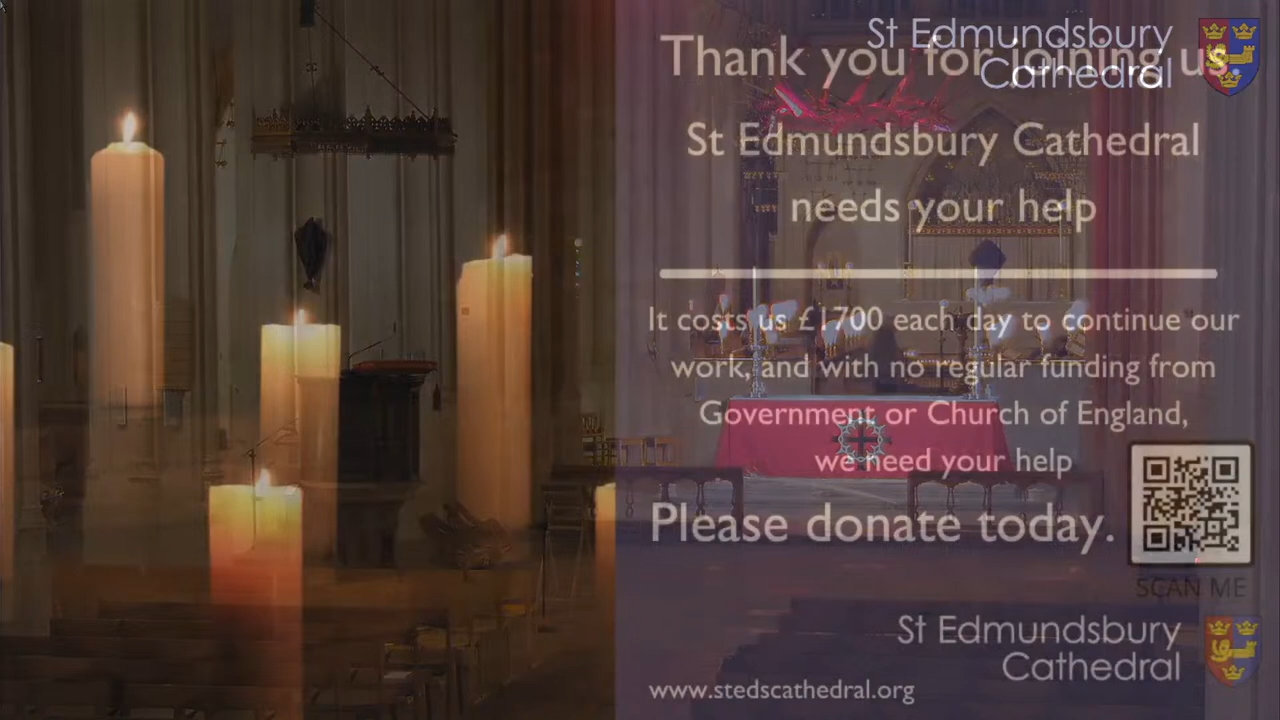 St Edmundsbury
Cathedral
Thank you for joining us
St Edmundsbury Cathedral
needs your help
It costs us £1700 each day to continue our
work, and with no regular funding from
Government or Church of England,
we need your help
Please donate today.
SCAN ME
St Edmundsbury
Cathedral
www.stedscathedral.org